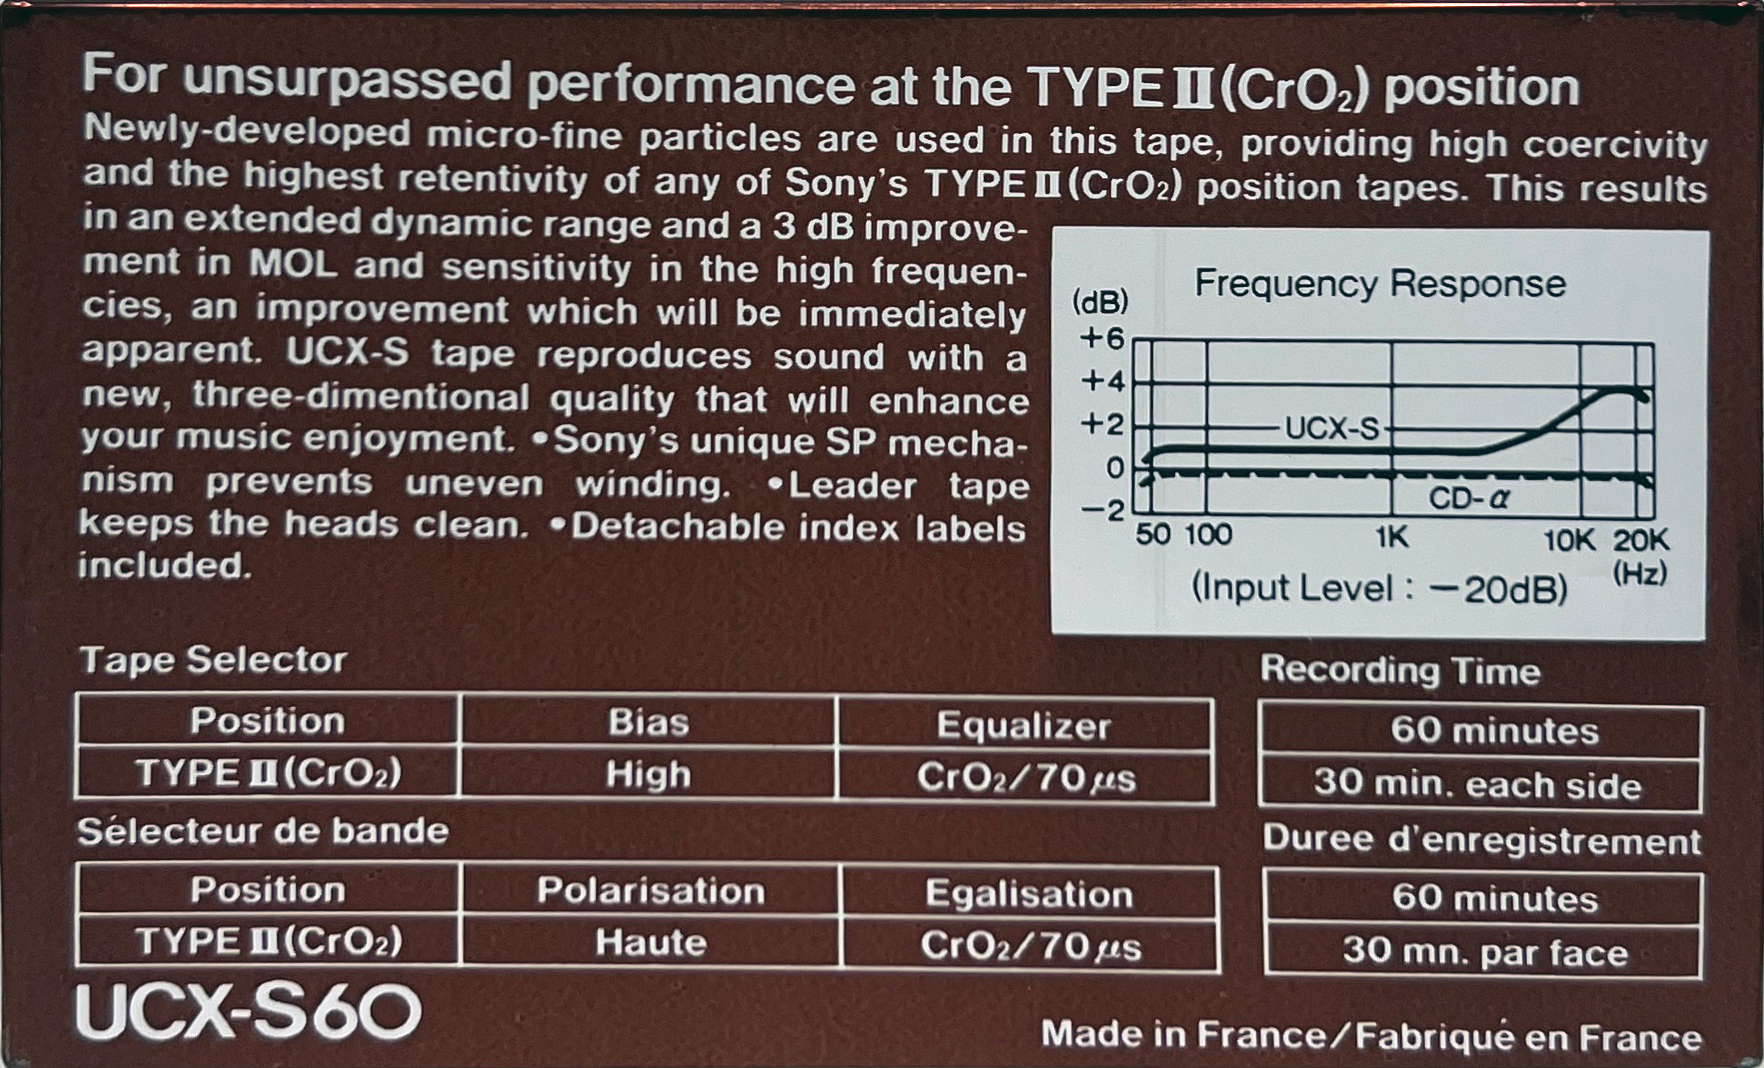 For unsurpassed performance at the TYPE II (CrO₂) position
Newly-developed micro-fine particles are used in this tape, providing high coercivity
and the highest retentivity of any of Sony's TYPE II (CrO₂) position tapes. This results
in an extended dynamic range and a 3 dB improve-
ment in MOL and sensitivity in the high frequen-
cies, an improvement which will be immediately
apparent. UCX-S tape reproduces sound with a
new, three-dimentional quality that will enhance
your music enjoyment. •Sony's unique SP mecha-
nism prevents uneven winding. •Leader tape
keeps the heads clean. •Detachable index labels
included.
Frequency Response
(dB)
+6
+4
+2
0
−2
UCX-S
CD-α
50 100 1K 10K 20K
(Hz)
(Input Level : −20dB)
Tape Selector
Position Bias Equalizer
TYPE II (CrO₂) High CrO₂/70μs
Recording Time
60 minutes
30 min. each side
Sélecteur de bande
Position Polarisation Egalisation
TYPE II (CrO₂) Haute CrO₂/70μs
Duree d'enregistrement
60 minutes
30 mn. par face
UCX-S60
Made in France/Fabriqué en France